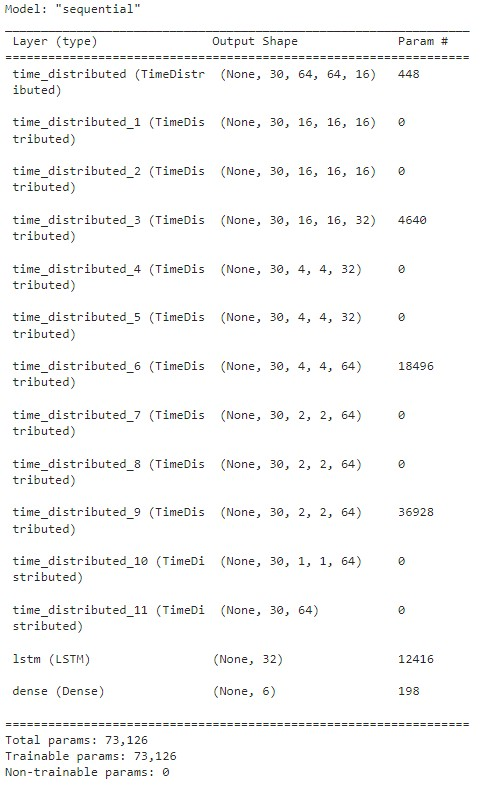 Model: "sequential"
Layer (type) Output Shape Param #
=================================================================
time_distributed (TimeDistr (None, 30, 64, 64, 16) 448
ibuted)
time_distributed_1 (TimeDis (None, 30, 16, 16, 16) 0
tributed)
time_distributed_2 (TimeDis (None, 30, 16, 16, 16) 0
tributed)
time_distributed_3 (TimeDis (None, 30, 16, 16, 32) 4640
tributed)
time_distributed_4 (TimeDis (None, 30, 4, 4, 32) 0
tributed)
time_distributed_5 (TimeDis (None, 30, 4, 4, 32) 0
tributed)
time_distributed_6 (TimeDis (None, 30, 4, 4, 64) 18496
tributed)
time_distributed_7 (TimeDis (None, 30, 2, 2, 64) 0
tributed)
time_distributed_8 (TimeDis (None, 30, 2, 2, 64) 0
tributed)
time_distributed_9 (TimeDis (None, 30, 2, 2, 64) 36928
tributed)
time_distributed_10 (TimeDi (None, 30, 1, 1, 64) 0
stributed)
time_distributed_11 (TimeDi (None, 30, 64) 0
stributed)
lstm (LSTM) (None, 32) 12416
dense (Dense) (None, 6) 198
=================================================================
Total params: 73,126
Trainable params: 73,126
Non-trainable params: 0